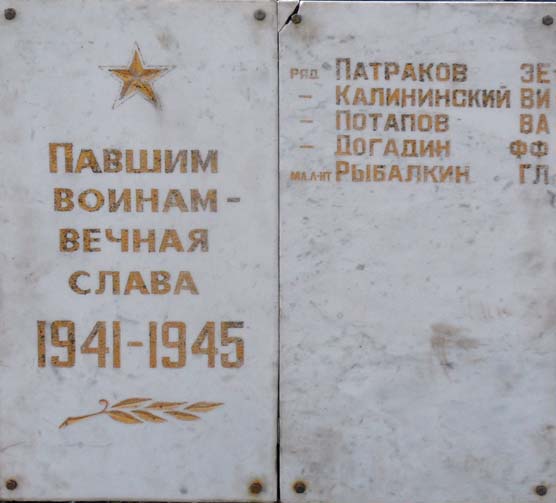 ПАВШИМ
ВОИНАМ -
ВЕЧНАЯ
СЛАВА
1941-1945
РЯД ПАТРАКОВ ЗЕ
- КАЛИНИНСКИЙ ВИ
- ПОТАПОВ ВА
- ДОГАДИН ФФ
МЛ.Л-НТ РЫБАЛКИН ГЛ